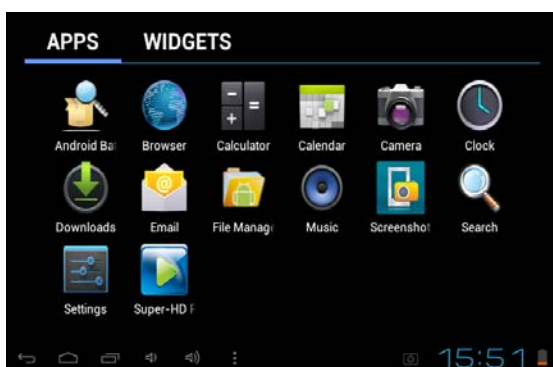 APPS WIDGETS
Android Ba
Browser Calculator Calendar Camera Clock
Downloads Email File Manag Music Screenshot Search
Settings Super-HD
15:51